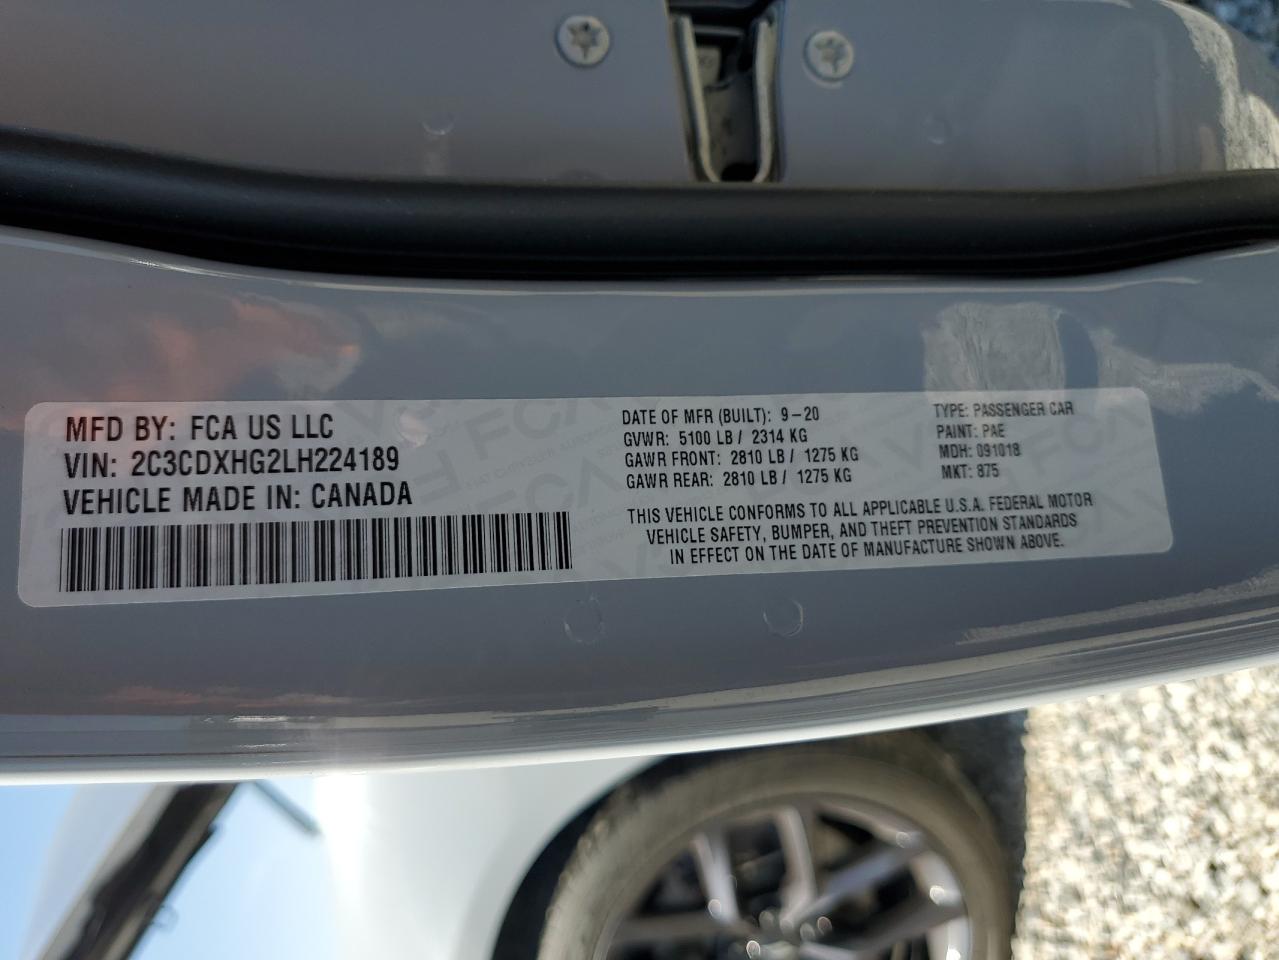 MFD BY: FCA US LLC
VIN: 2C3CDXHG2LH224189
VEHICLE MADE IN: CANADA
DATE OF MFR (BUILT): 9-20
GVWR: 5100 LB / 2314 KG
GAWR FRONT: 2810 LB / 1275 KG
GAWR REAR: 2810 LB / 1275 KG
TYPE: PASSENGER CAR
PAINT: PAE
MDH: 091018
MKT: 875
THIS VEHICLE CONFORMS TO ALL APPLICABLE U.S.A. FEDERAL MOTOR
VEHICLE SAFETY, BUMPER, AND THEFT PREVENTION STANDARDS
IN EFFECT ON THE DATE OF MANUFACTURE SHOWN ABOVE.